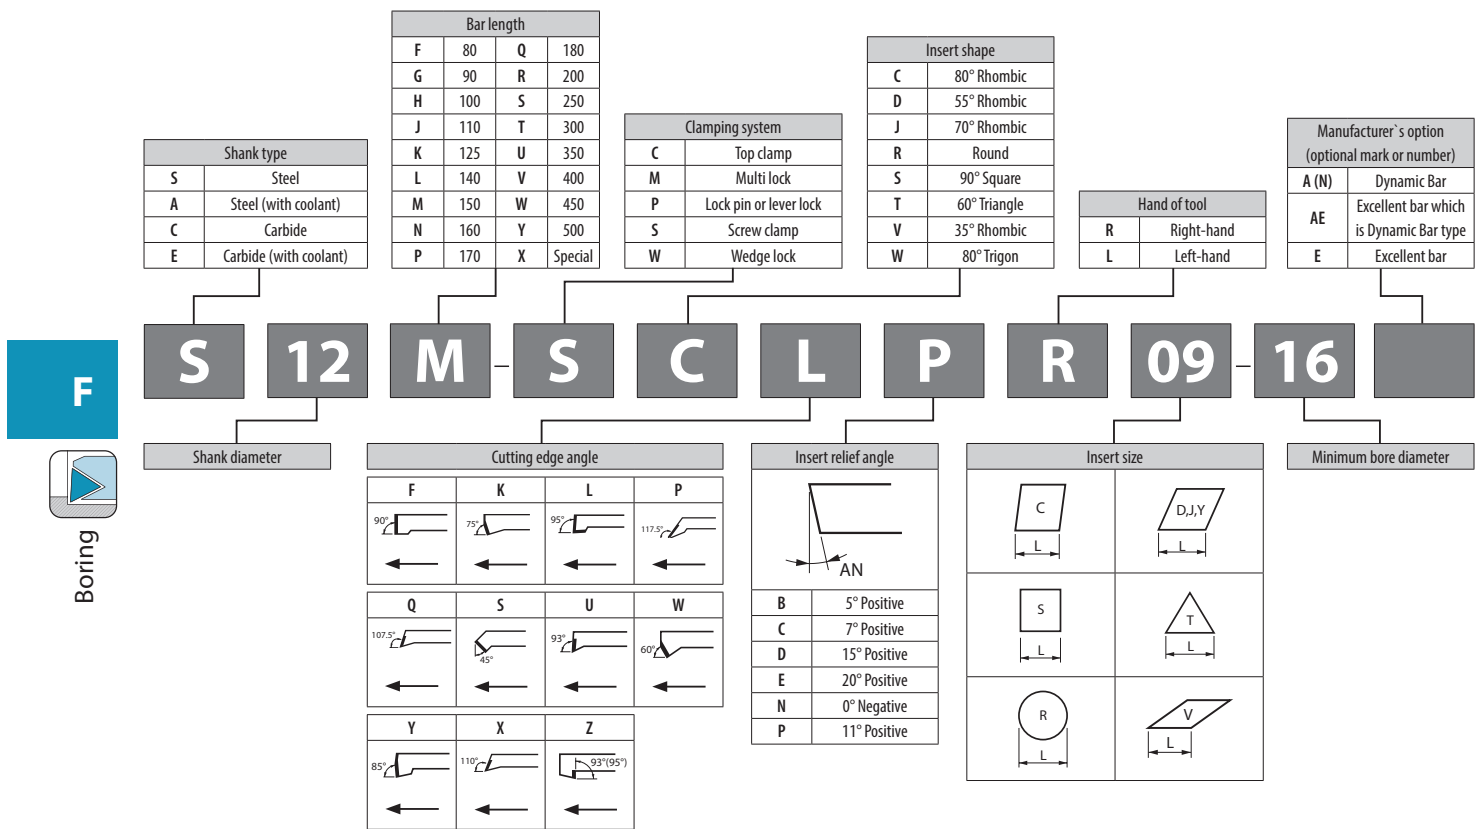 Bar length
F 80 Q 180
G 90 R 200
H 100 S 250
J 110 T 300
K 125 U 350
L 140 V 400
M 150 W 450
N 160 Y 500
P 170 X Special
Insert shape
C 80° Rhombic
D 55° Rhombic
J 70° Rhombic
R Round
S 90° Square
T 60° Triangle
V 35° Rhombic
W 80° Trigon
Clamping system
C Top clamp
M Multi lock
P Lock pin or lever lock
S Screw clamp
W Wedge lock
Manufacturer`s option
(optional mark or number)
A (N) Dynamic Bar
AE Excellent bar which
is Dynamic Bar type
E Excellent bar
Shank type
S Steel
A Steel (with coolant)
C Carbide
E Carbide (with coolant)
Hand of tool
R Right-hand
L Left-hand
S 12 M – S C L P R 09 – 16
F
Boring
Shank diameter
Cutting edge angle
F K L P
90° 75° 95° 117.5°
Q S U W
107.5° 45° 93° 60°
Y X Z
85° 110° 93°(95°)
Insert relief angle
AN
B 5° Positive
C 7° Positive
D 15° Positive
E 20° Positive
N 0° Negative
P 11° Positive
Insert size
C D,J,Y
L L
S T
L L
R V
L L
Minimum bore diameter